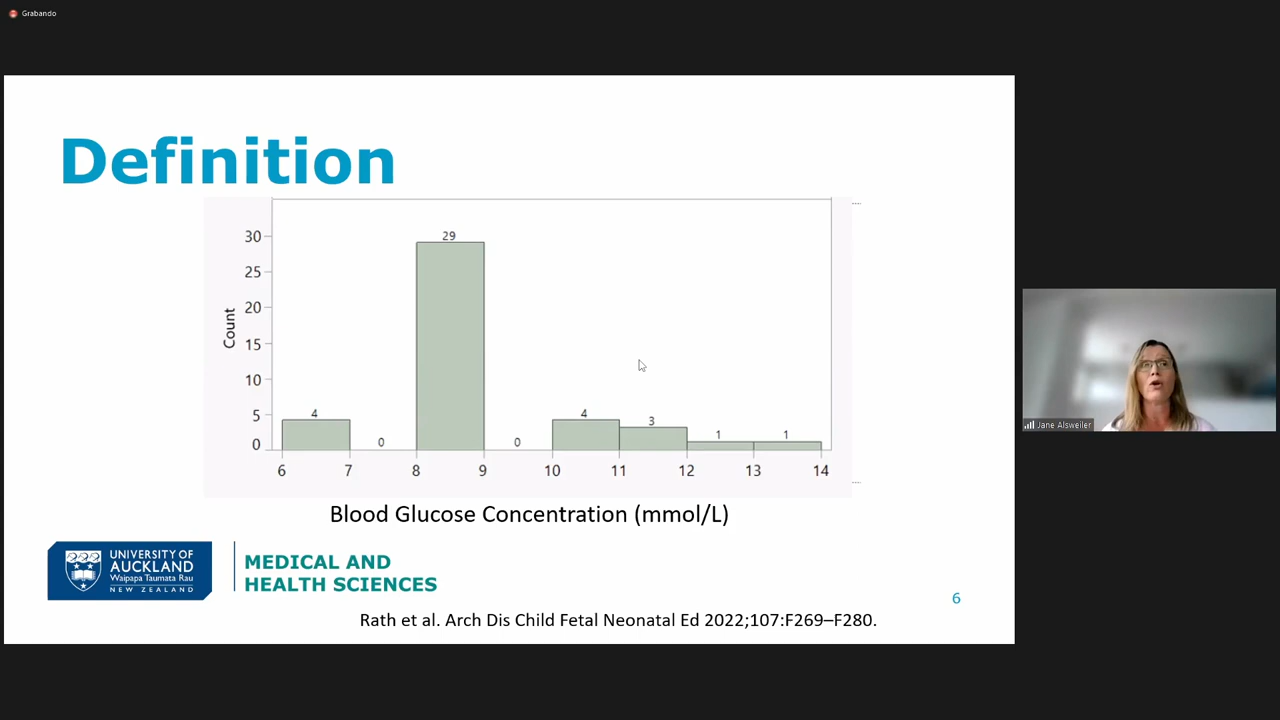 Grabando
Definition
30
25
20
15
10
5
0
Count
4
0
29
0
4
3
1
1
6 7 8 9 10 11 12 13 14
Blood Glucose Concentration (mmol/L)
UNIVERSITY OF
AUCKLAND
Waipapa Taumata Rau
NEW ZEALAND
MEDICAL AND
HEALTH SCIENCES
6
Rath et al. Arch Dis Child Fetal Neonatal Ed 2022;107:F269–F280.
Jane Alsweiler